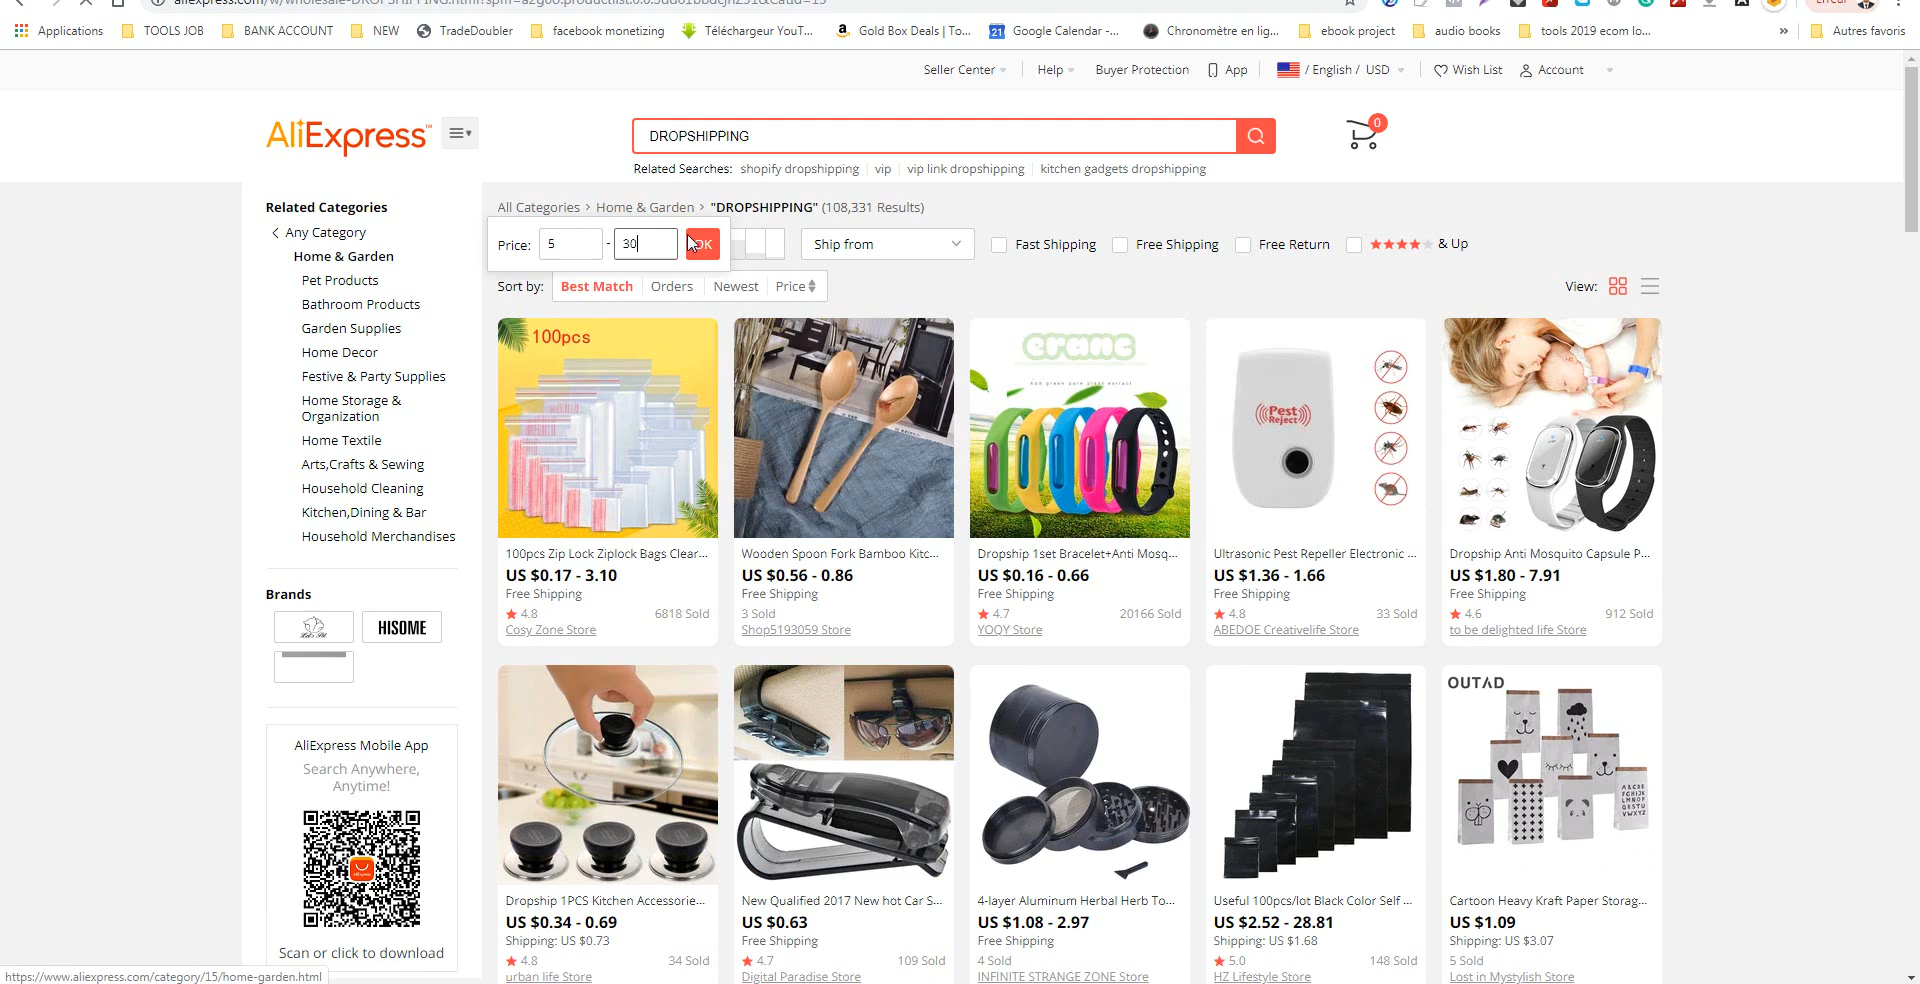 Applications TOOLS JOB BANK ACCOUNT NEW TradeDoubler facebook monetizing Téléchargeur YouT... Gold Box Deals | To... Google Calendar -... Chronomètre en lig... ebook project audio books tools 2019 ecom lo... » Autres favoris
Seller Center Help Buyer Protection App / English / USD Wish List Account
AliExpress
DROPSHIPPING
0
Related Searches: shopify dropshipping vip vip link dropshipping kitchen gadgets dropshipping
Related Categories
< Any Category
Home & Garden
Pet Products
Bathroom Products
Garden Supplies
Home Decor
Festive & Party Supplies
Home Storage &
Organization
Home Textile
Arts,Crafts & Sewing
Household Cleaning
Kitchen,Dining & Bar
Household Merchandises
Brands
HISOME
AliExpress Mobile App
Search Anywhere,
Anytime!
Scan or click to download
All Categories > Home & Garden > "DROPSHIPPING" (108,331 Results)
Price: 5 - 30 OK Ship from Fast Shipping Free Shipping Free Return & Up
Sort by: Best Match Orders Newest Price View:
100pcs
eranc
Add green pure plant extract
Pest
Reject
100pcs Zip Lock Ziplock Bags Clear... Wooden Spoon Fork Bamboo Kitc... Dropship 1set Bracelet+Anti Mosq... Ultrasonic Pest Repeller Electronic ... Dropship Anti Mosquito Capsule P...
US $0.17 - 3.10 US $0.56 - 0.86 US $0.16 - 0.66 US $1.36 - 1.66 US $1.80 - 7.91
Free Shipping Free Shipping Free Shipping Free Shipping Free Shipping
4.8 6818 Sold 3 Sold 4.7 20166 Sold 4.8 33 Sold 4.6 912 Sold
Cosy Zone Store Shop5193059 Store YOQY Store ABEDOE Creativelife Store to be delighted life Store
OUTAD
ABCDE
FGHIJK
LMNOP
QRSTU
VWXYZ
Dropship 1PCS Kitchen Accessorie... New Qualified 2017 New hot Car S... 4-layer Aluminum Herbal Herb To... Useful 100pcs/lot Black Color Self ... Cartoon Heavy Kraft Paper Storag...
US $0.34 - 0.69 US $0.63 US $1.08 - 2.97 US $2.52 - 28.81 US $1.09
Shipping: US $0.73 Free Shipping Free Shipping Shipping: US $1.68 Shipping: US $3.07
4.8 34 Sold 4.7 109 Sold 4 Sold 5.0 148 Sold 5 Sold
urban life Store Digital Paradise Store INFINITE STRANGE ZONE Store HZ Lifestyle Store Lost in Mystylish Store
https://www.aliexpress.com/category/15/home-garden.html